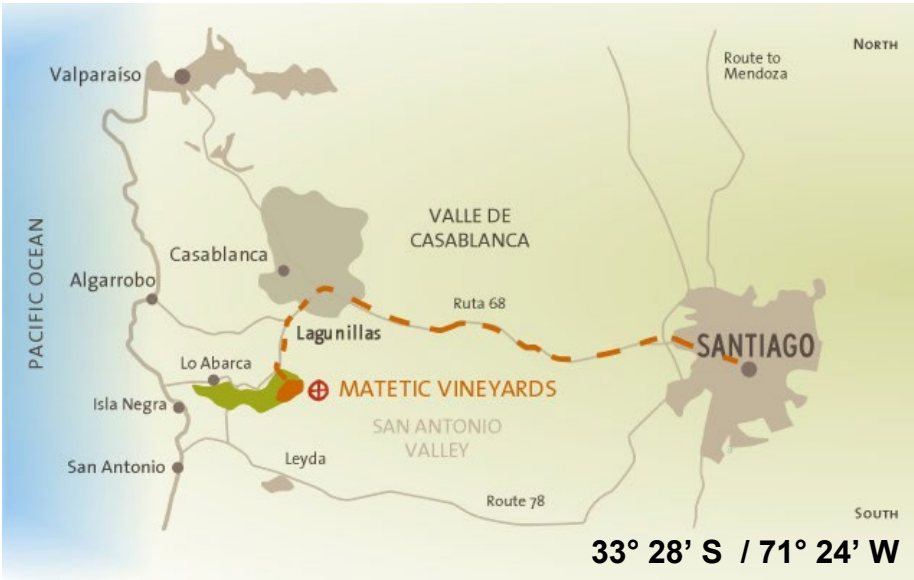 NORTH
Route to
Mendoza
Valparaíso
VALLE DE
CASABLANCA
Casablanca
PACIFIC OCEAN
Algarrobo
Ruta 68
Lagunillas
SANTIAGO
Lo Abarca
MATETIC VINEYARDS
Isla Negra
SAN ANTONIO
VALLEY
San Antonio
Leyda
Route 78
SOUTH
33° 28’ S / 71° 24’ W